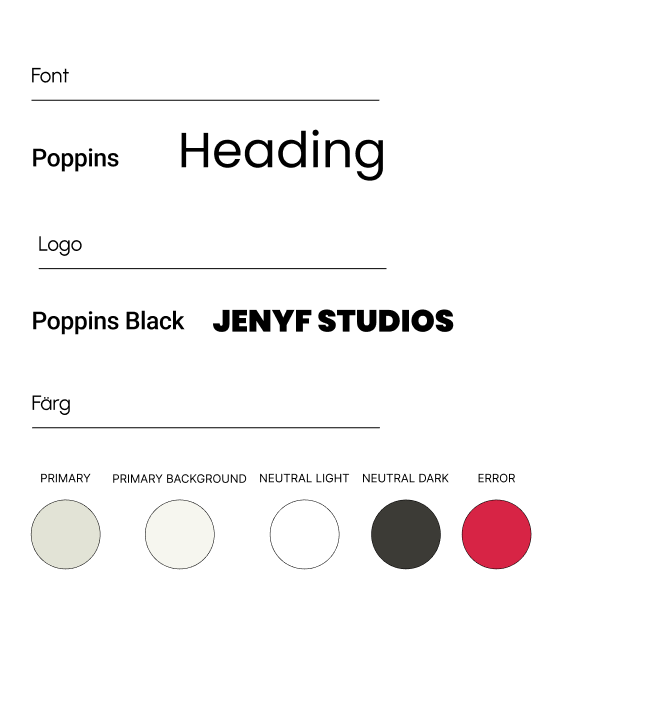 Font
Poppins Heading
Logo
Poppins Black JENYF STUDIOS
Färg
PRIMARY PRIMARY BACKGROUND NEUTRAL LIGHT NEUTRAL DARK ERROR